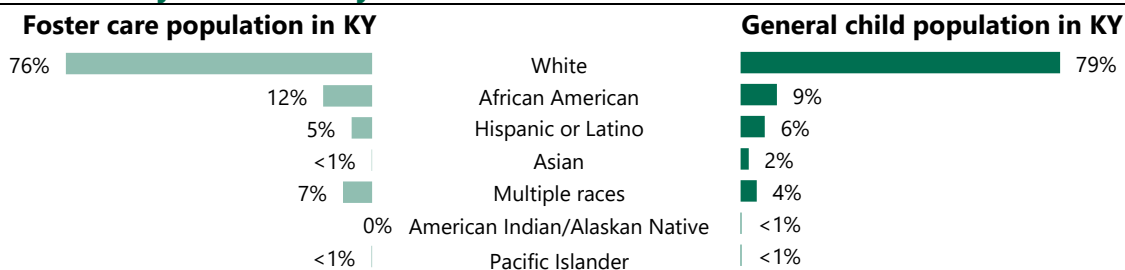 Foster care population in KY General child population in KY
76% White 79%
12% African American 9%
5% Hispanic or Latino 6%
<1% Asian 2%
7% Multiple races 4%
0% American Indian/Alaskan Native <1%
<1% Pacific Islander <1%